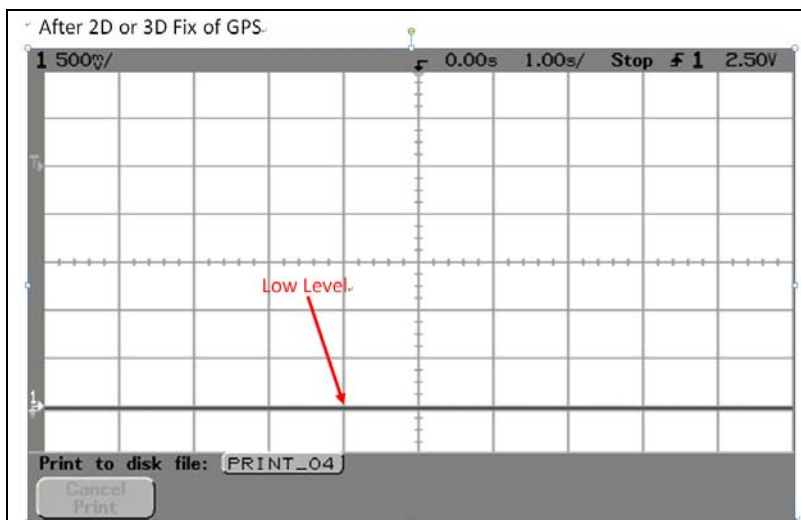 After 2D or 3D Fix of GPS
1 500mV/ 0.00s 1.00s/ Stop 1 2.50V
T
Low Level
1
Print to disk file: PRINT_04
Cancel
Print